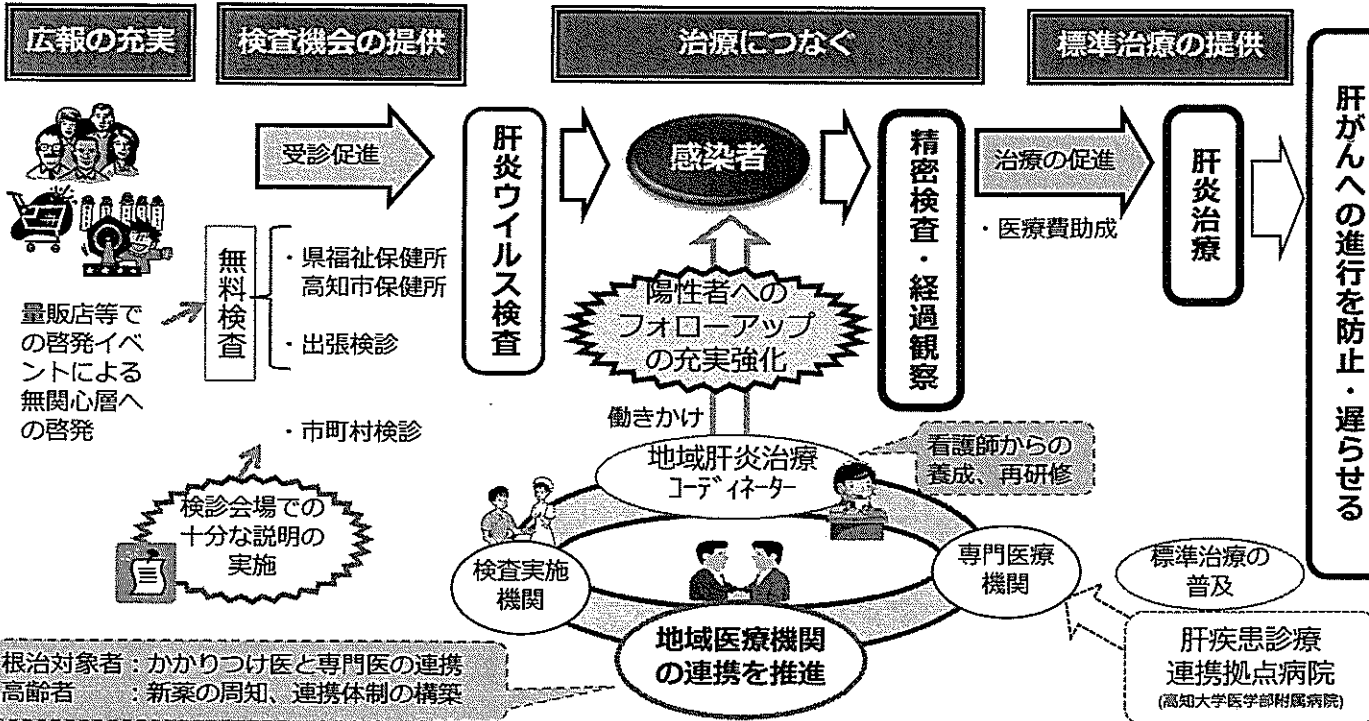 広報の充実
検査機会の提供
治療につなぐ
標準治療の提供
量販店等で
の啓発イベ
ントによる
無関心層へ
の啓発
受診促進
無料検査
・県福祉保健所
高知市保健所
・出張検診
・市町村検診
検診会場での
十分な説明の
実施
肝炎ウイルス検査
感染者
陽性者への
フォローアップ
の充実強化
働きかけ
地域肝炎治療
ｺｰﾃﾞｨﾈｰﾀｰ
看護師からの
養成、再研修
検査実施
機関
専門医療
機関
地域医療機関
の連携を推進
根治対象者：かかりつけ医と専門医の連携
高齢者　　：新薬の周知、連携体制の構築
精密検査・経過観察
治療の促進
・医療費助成
肝炎治療
標準治療の
普及
肝疾患診療
連携拠点病院
(高知大学医学部附属病院)
肝がんへの進行を防止・遅らせる